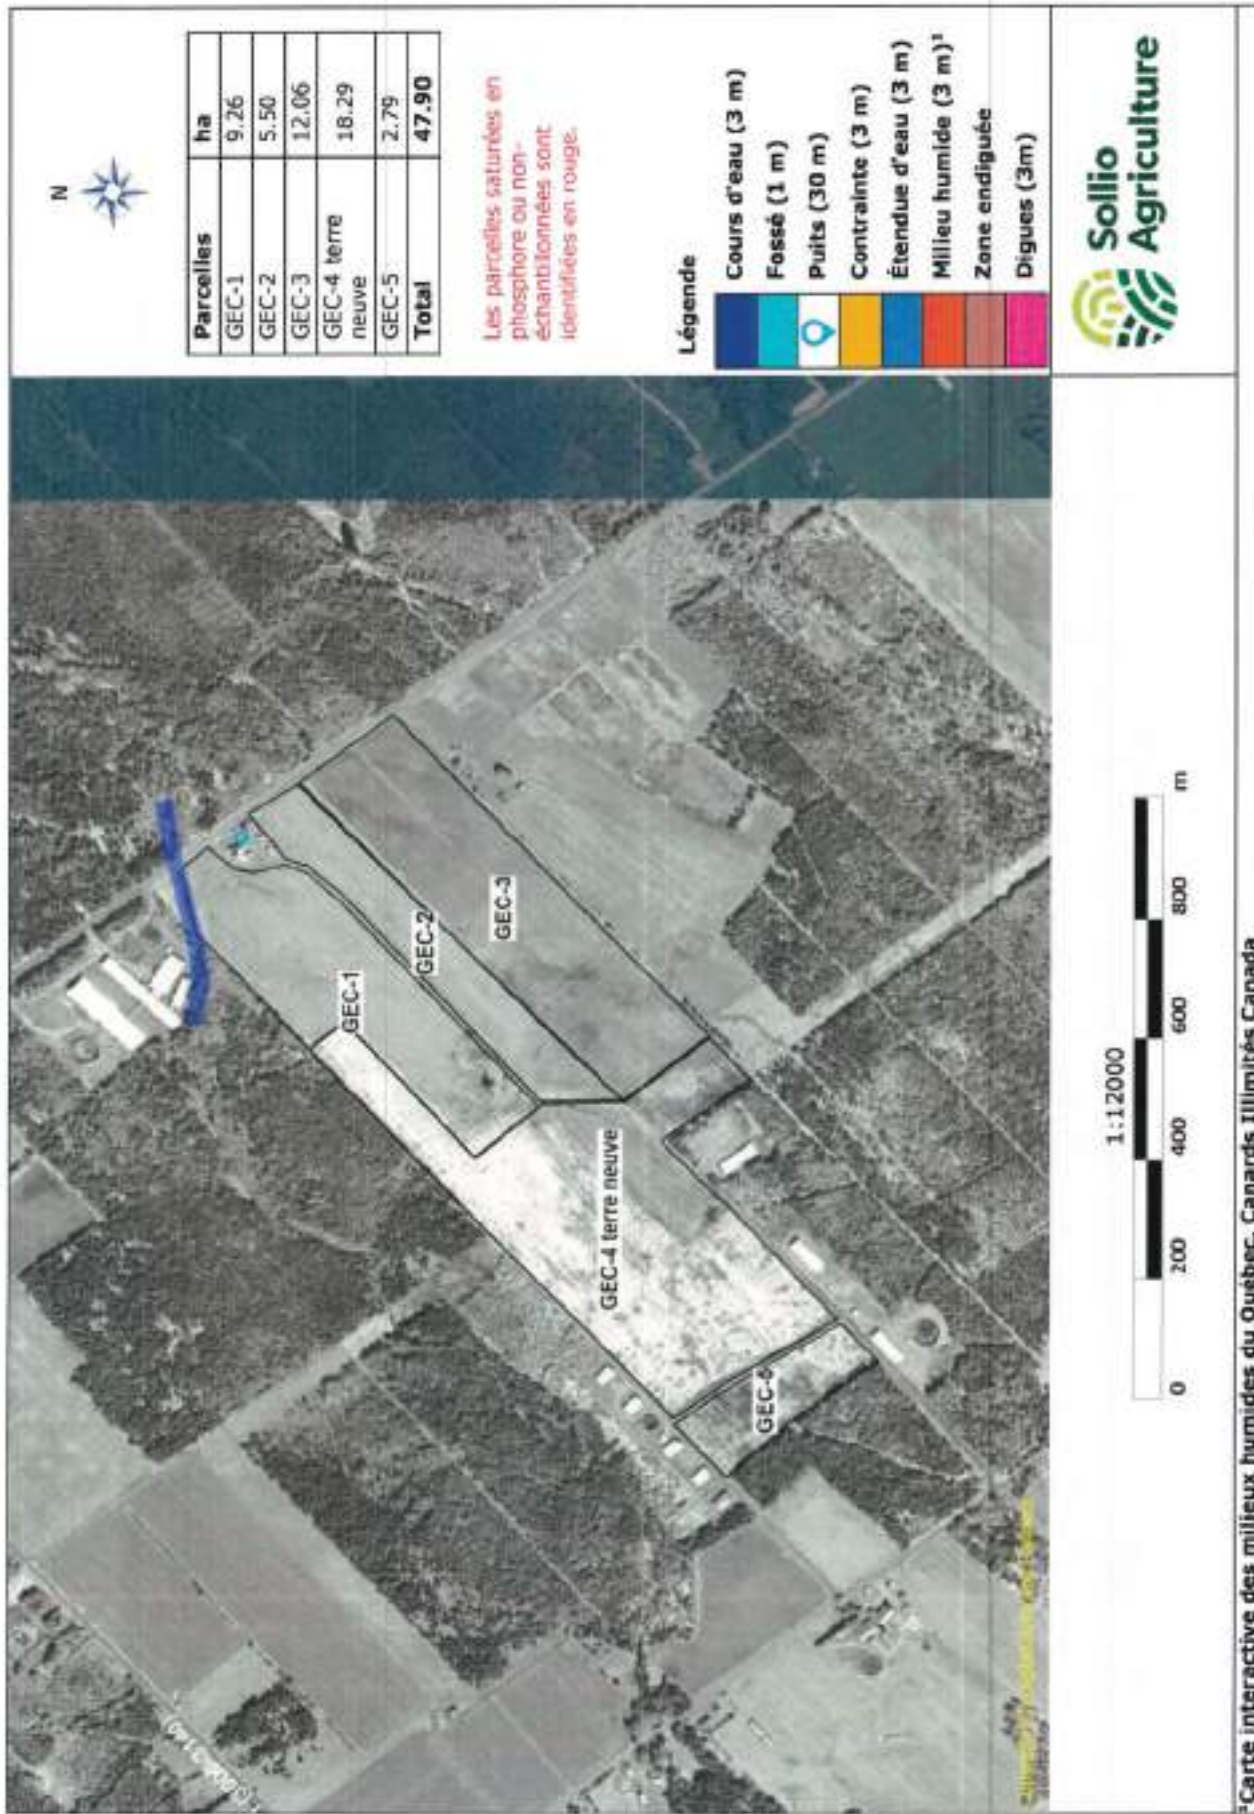 N
Parcelles ha
GEC-1 9.26
GEC-2 5.50
GEC-3 12.06
GEC-4 terre neuve 18.29
GEC-5 2.79
Total 47.90
Les parcelles saturées en
phosphore ou non-
échantillonnées sont
identifiées en rouge.
Légende
Cours d'eau (3 m)
Fossé (1 m)
Puits (30 m)
Contrainte (3 m)
Étendue d'eau (3 m)
Milieu humide (3 m)¹
Zone endiguée
Digues (3m)
Sollio
Agriculture
GEC-1
GEC-2
GEC-3
GEC-4 terre neuve
GEC-5
1:12000
0 200 400 600 800 m
¹Carte interactive des milieux humides du Québec, Canards Illimités Canada